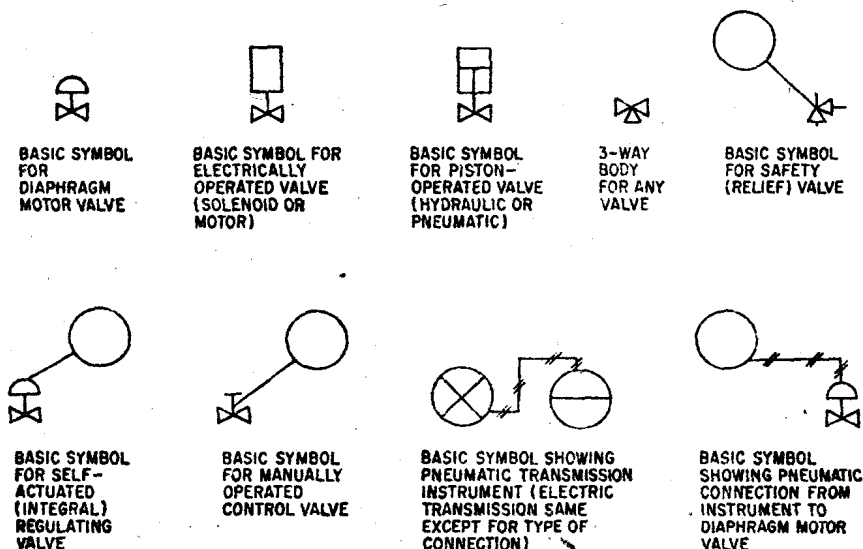 BASIC SYMBOL
FOR
DIAPHRAGM
MOTOR VALVE
BASIC SYMBOL FOR
ELECTRICALLY
OPERATED VALVE
(SOLENOID OR
MOTOR)
BASIC SYMBOL
FOR PISTON-
OPERATED VALVE
(HYDRAULIC OR
PNEUMATIC)
3-WAY
BODY
FOR ANY
VALVE
BASIC SYMBOL
FOR SAFETY
(RELIEF) VALVE
BASIC SYMBOL
FOR SELF-
ACTUATED
(INTEGRAL)
REGULATING
VALVE
BASIC SYMBOL
FOR MANUALLY
OPERATED
CONTROL VALVE
BASIC SYMBOL SHOWING
PNEUMATIC TRANSMISSION
INSTRUMENT (ELECTRIC
TRANSMISSION SAME
EXCEPT FOR TYPE OF
CONNECTION)
BASIC SYMBOL
SHOWING PNEUMATIC
CONNECTION FROM
INSTRUMENT TO
DIAPHRAGM MOTOR
VALVE